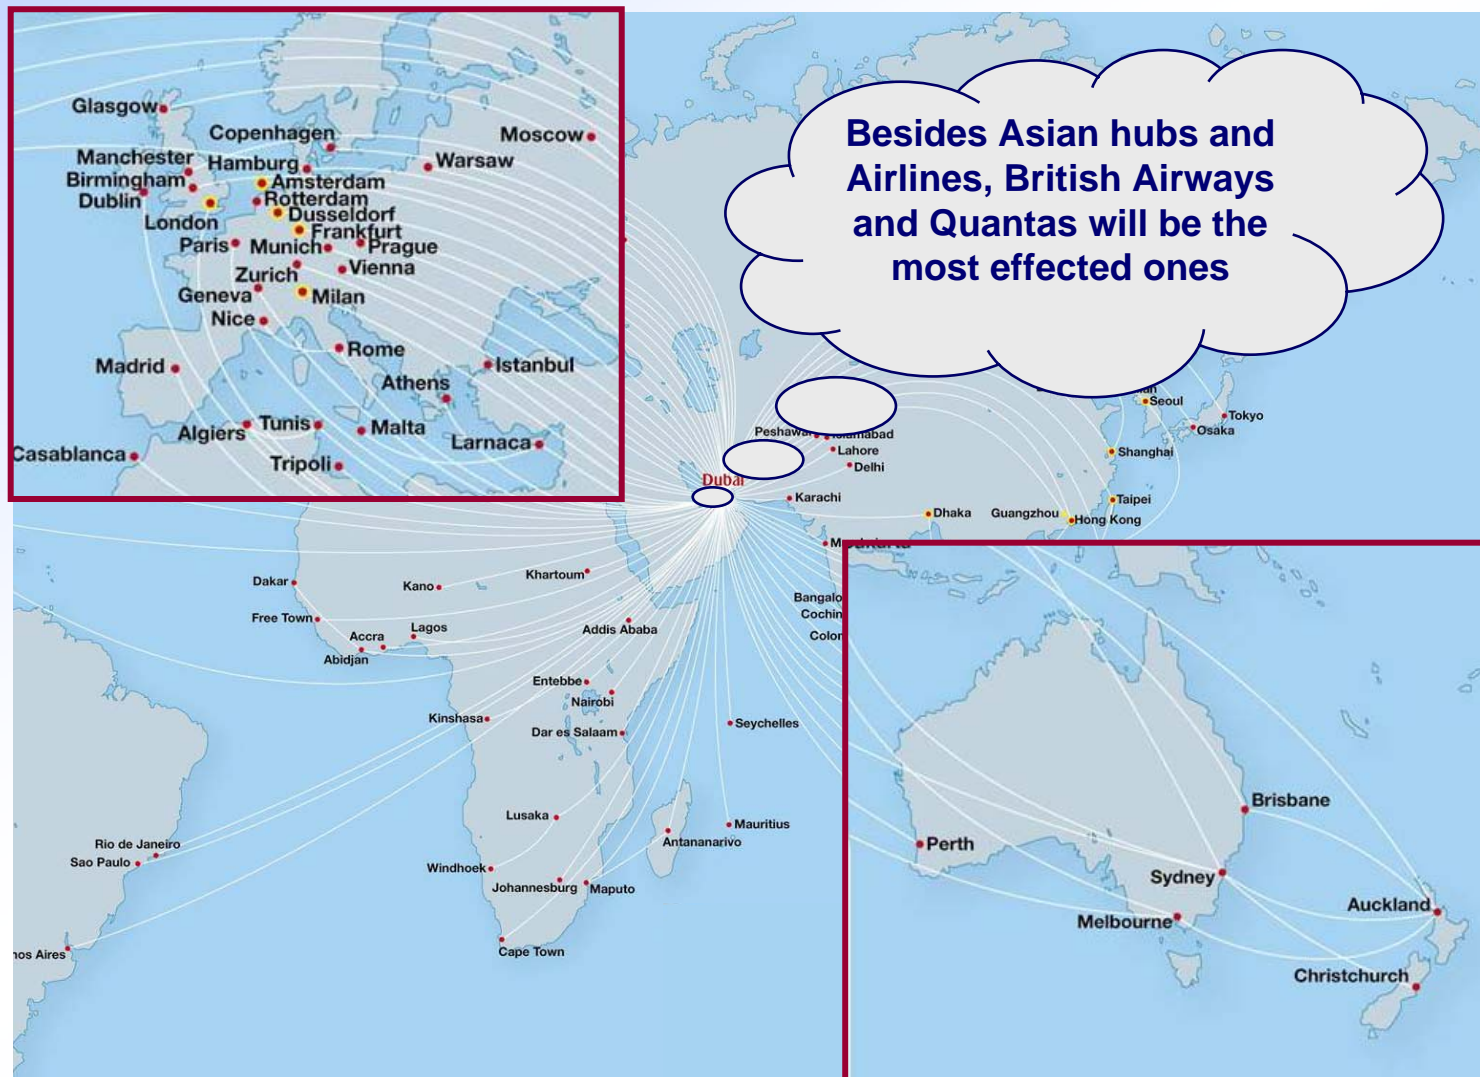 Besides Asian hubs and
Airlines, British Airways
and Quantas will be the
most effected ones
Glasgow
Copenhagen
Moscow
Manchester
Hamburg
Warsaw
Birmingham
Amsterdam
Dublin
Rotterdam
London
Dusseldorf
Frankfurt
Paris
Munich
Prague
Zurich
Vienna
Geneva
Milan
Nice
Rome
Madrid
Istanbul
Athens
Algiers
Tunis
Malta
Larnaca
Casablanca
Tripoli
Seoul
Tokyo
Osaka
Peshawar
Lahore
Shanghai
Delhi
Dubai
Karachi
Taipei
Dhaka
Guangzhou
Hong Kong
Dakar
Kano
Khartoum
Free Town
Accra
Lagos
Abidjan
Addis Ababa
Bangalo
Cochin
Color
Entebbe
Nairobi
Kinshasa
Dar es Salaam
Seychelles
Lusaka
Mauritius
Antananarivo
Rio de Janeiro
Sao Paulo
Windhoek
Johannesburg
Maputo
nos Aires
Cape Town
Brisbane
Perth
Sydney
Melbourne
Auckland
Christchurch